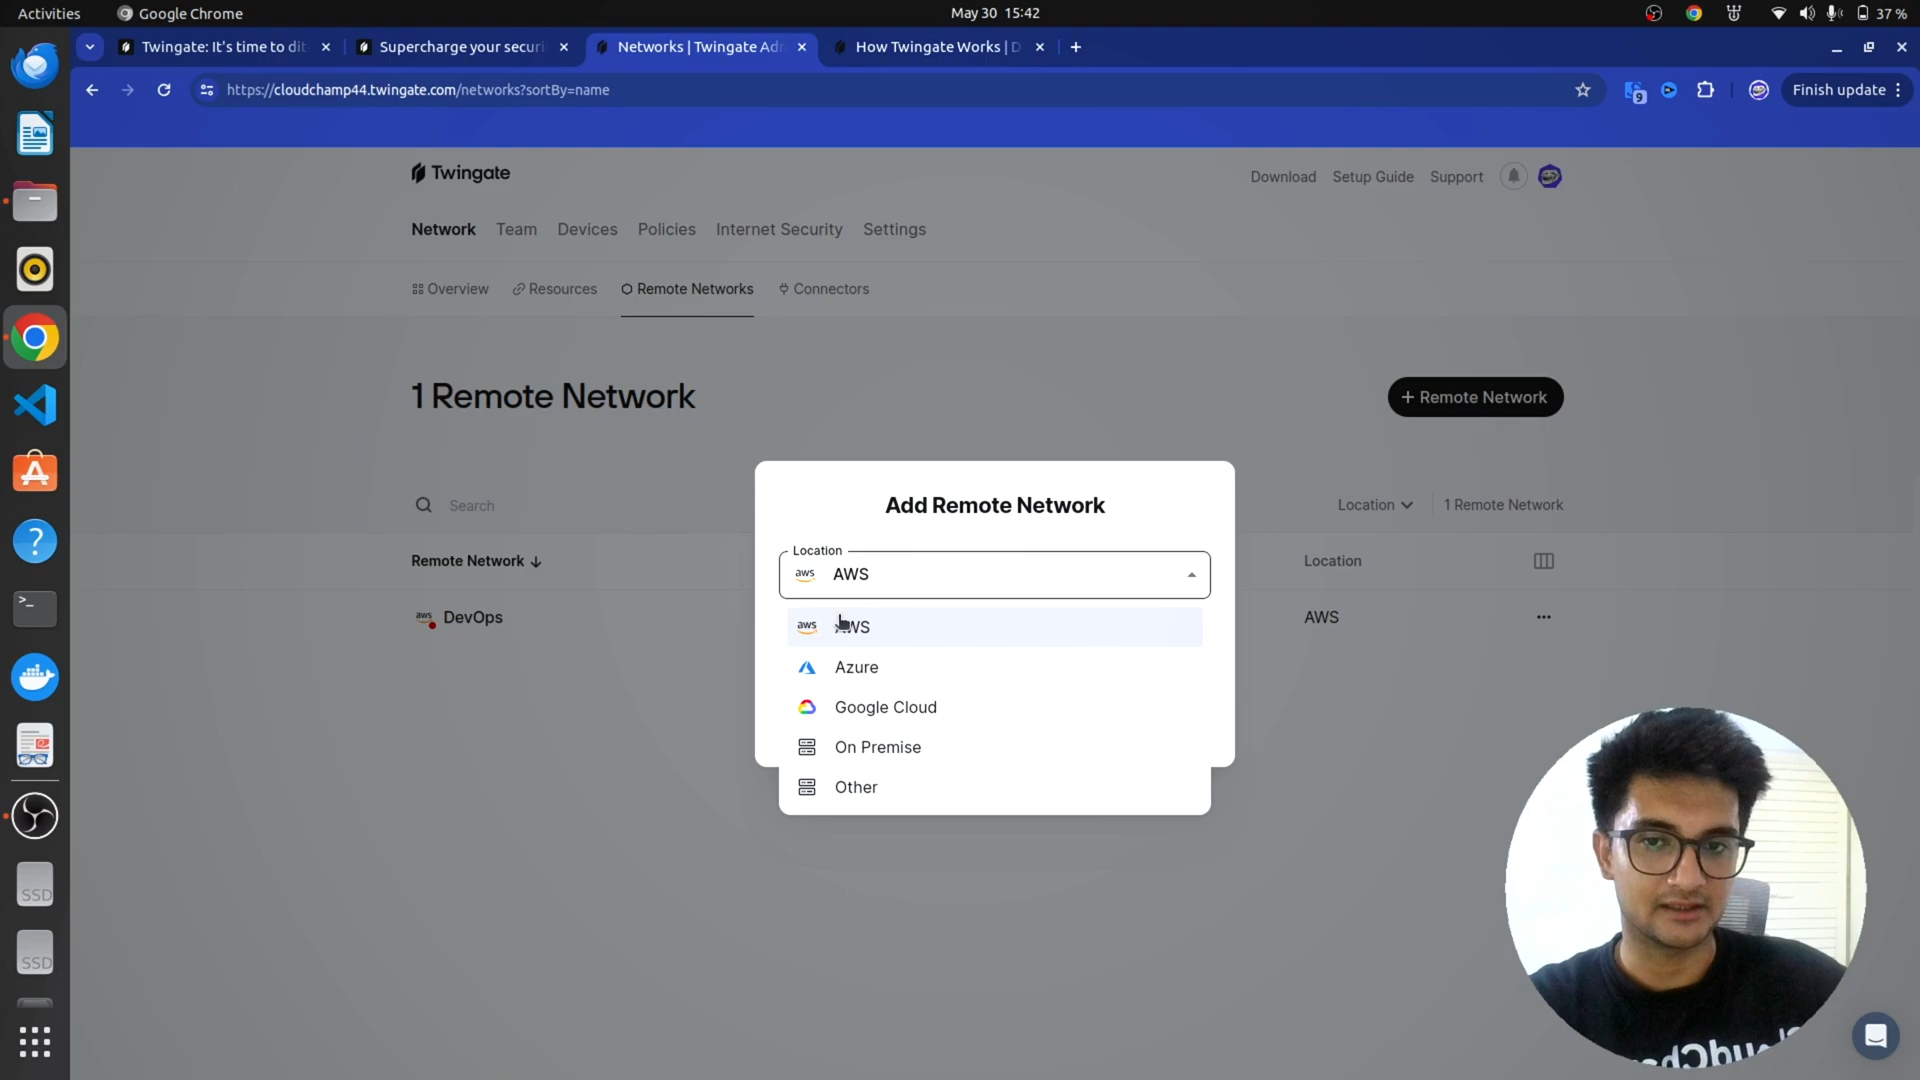 Activities
Google Chrome
May 30 15:42
37 %
Twingate: It's time to dit
Supercharge your securi
Networks | Twingate Adm
How Twingate Works | D
https://cloudchamp44.twingate.com/networks?sortBy=name
9
Finish update
Twingate
Download
Setup Guide
Support
Network
Team
Devices
Policies
Internet Security
Settings
Overview
Resources
Remote Networks
Connectors
1 Remote Network
+ Remote Network
Search
Location
1 Remote Network
Remote Network
Location
aws
DevOps
AWS
Add Remote Network
Location
aws
AWS
aws
AWS
Azure
Google Cloud
On Premise
Other
SSD
SSD